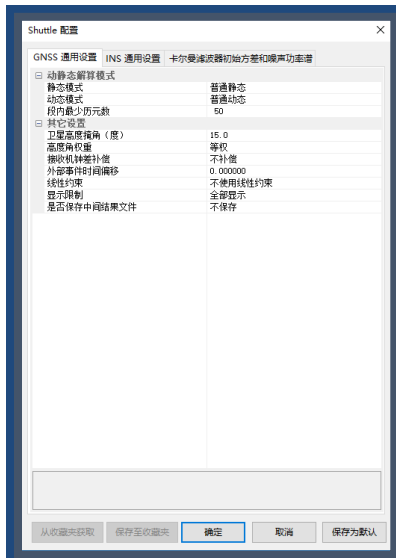 Shuttle 配置
GNSS 通用设置 INS 通用设置 卡尔曼滤波器初始方差和噪声功率谱
动静态解算模式
静态模式 普通静态
动态模式 普通动态
段内最少历元数 50
其它设置
卫星高度摘角（度） 15.0
高度角权重 等权
接收机钟差补偿 不补偿
外部事件时间偏移 0.000000
线性约束 不使用线性约束
显示限制 全部显示
是否保存中间结果文件 不保存
从收藏夹获取 保存至收藏夹 确定 取消 保存为默认